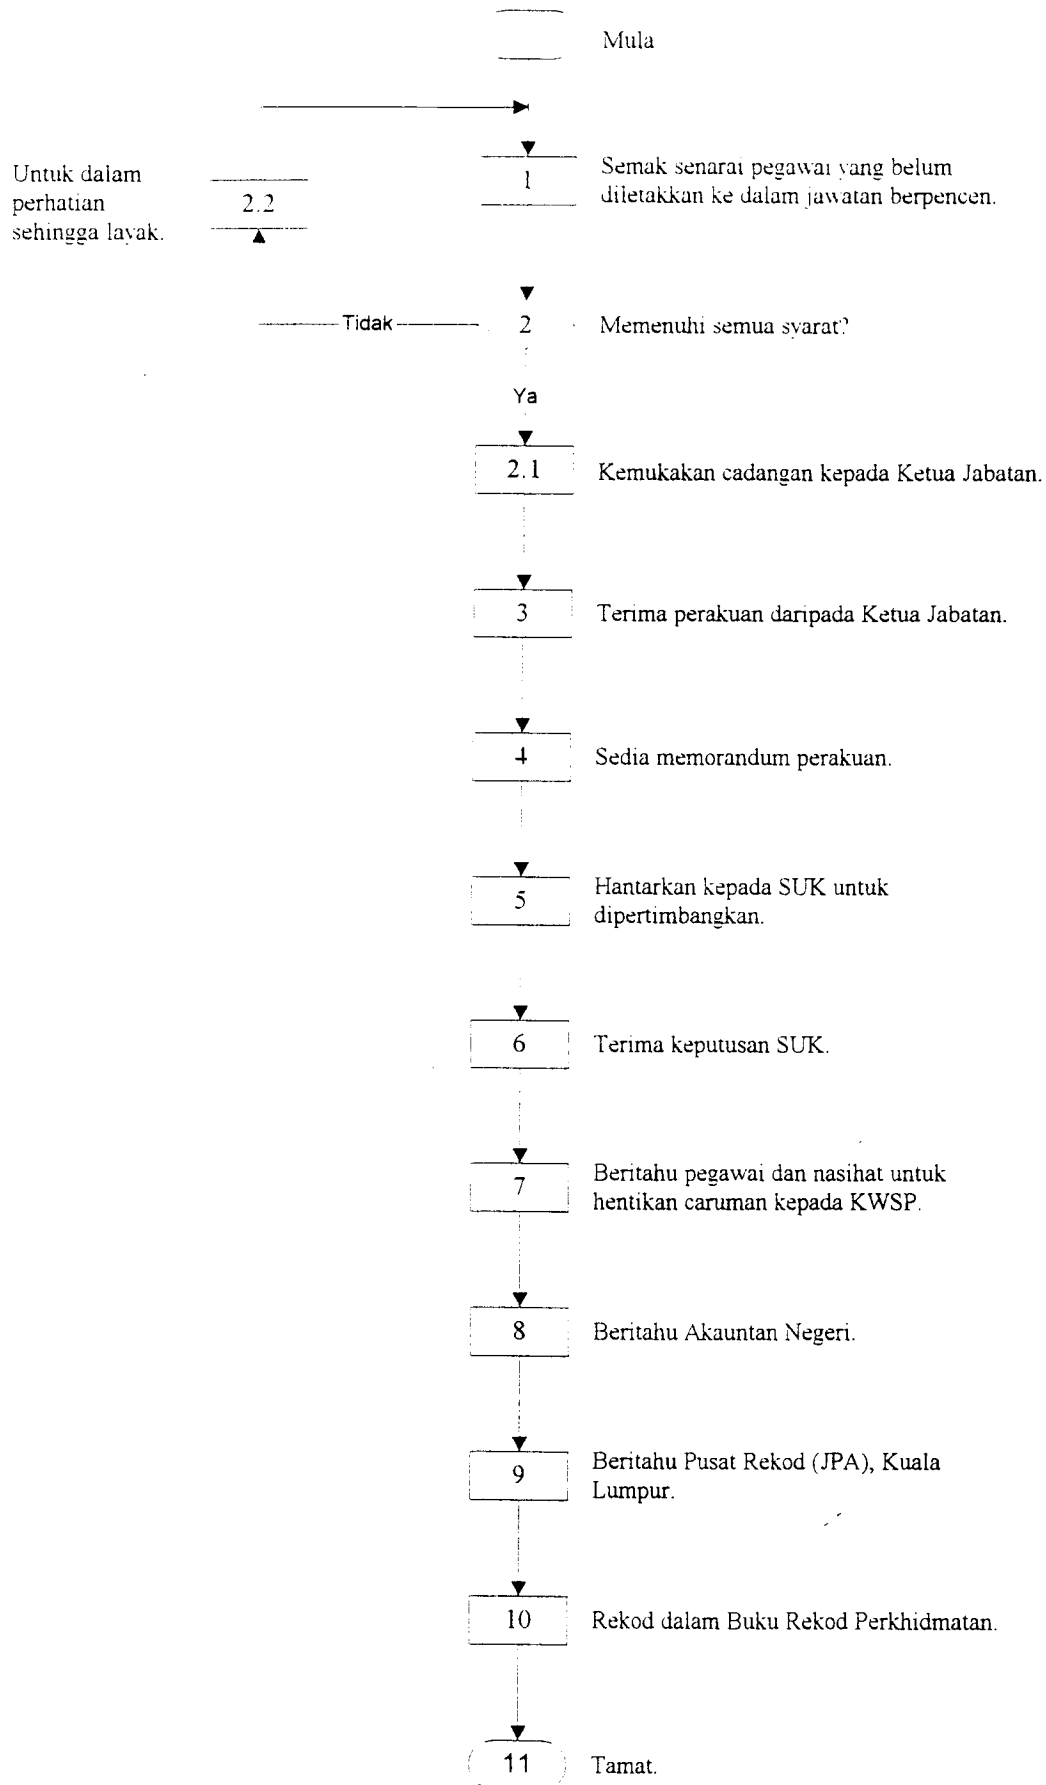 Mula
Untuk dalam
perhatian
sehingga layak.
2.2
1
Semak senarai pegawai yang belum
diletakkan ke dalam jawatan berpencen.
Tidak
2
Memenuhi semua syarat?
Ya
2.1
Kemukakan cadangan kepada Ketua Jabatan.
3
Terima perakuan daripada Ketua Jabatan.
4
Sedia memorandum perakuan.
5
Hantarkan kepada SUK untuk
dipertimbangkan.
6
Terima keputusan SUK.
7
Beritahu pegawai dan nasihat untuk
hentikan caruman kepada KWSP.
8
Beritahu Akauntan Negeri.
9
Beritahu Pusat Rekod (JPA), Kuala
Lumpur.
10
Rekod dalam Buku Rekod Perkhidmatan.
11
Tamat.